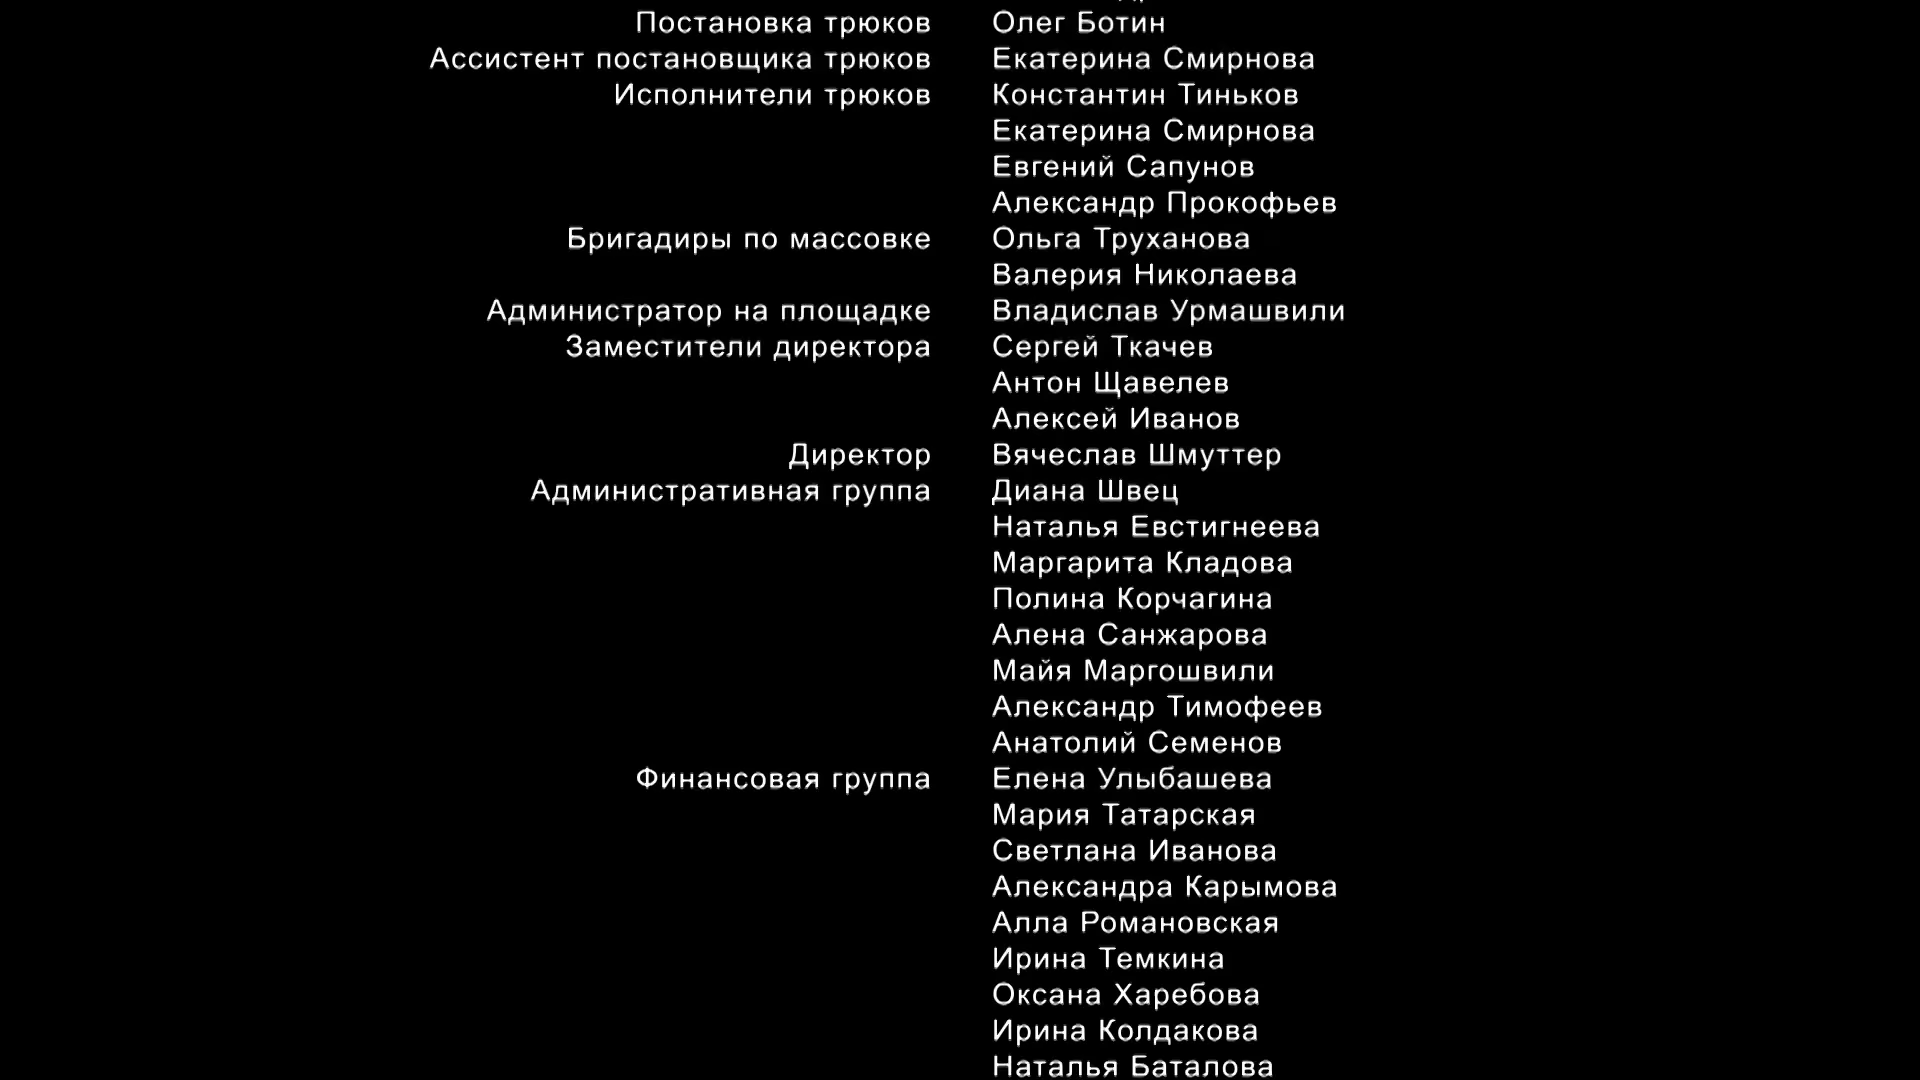 Постановка трюков Олег Ботин
Ассистент постановщика трюков Екатерина Смирнова
Исполнители трюков Константин Тиньков
Екатерина Смирнова
Евгений Сапунов
Александр Прокофьев
Бригадиры по массовке Ольга Труханова
Валерия Николаева
Администратор на площадке Владислав Урмашвили
Заместители директора Сергей Ткачев
Антон Щавелев
Алексей Иванов
Директор Вячеслав Шмуттер
Административная группа Диана Швец
Наталья Евстигнеева
Маргарита Кладова
Полина Корчагина
Алена Санжарова
Майя Маргошвили
Александр Тимофеев
Анатолий Семенов
Финансовая группа Елена Улыбашева
Мария Татарская
Светлана Иванова
Александра Карымова
Алла Романовская
Ирина Темкина
Оксана Харебова
Ирина Колдакова
Наталья Баталова